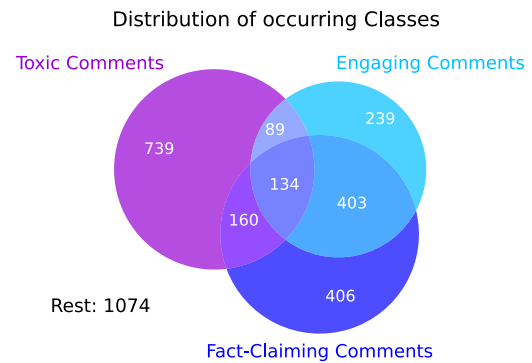 Distribution of occurring Classes
Toxic Comments
Engaging Comments
739
89
239
134
403
160
406
Rest: 1074
Fact-Claiming Comments